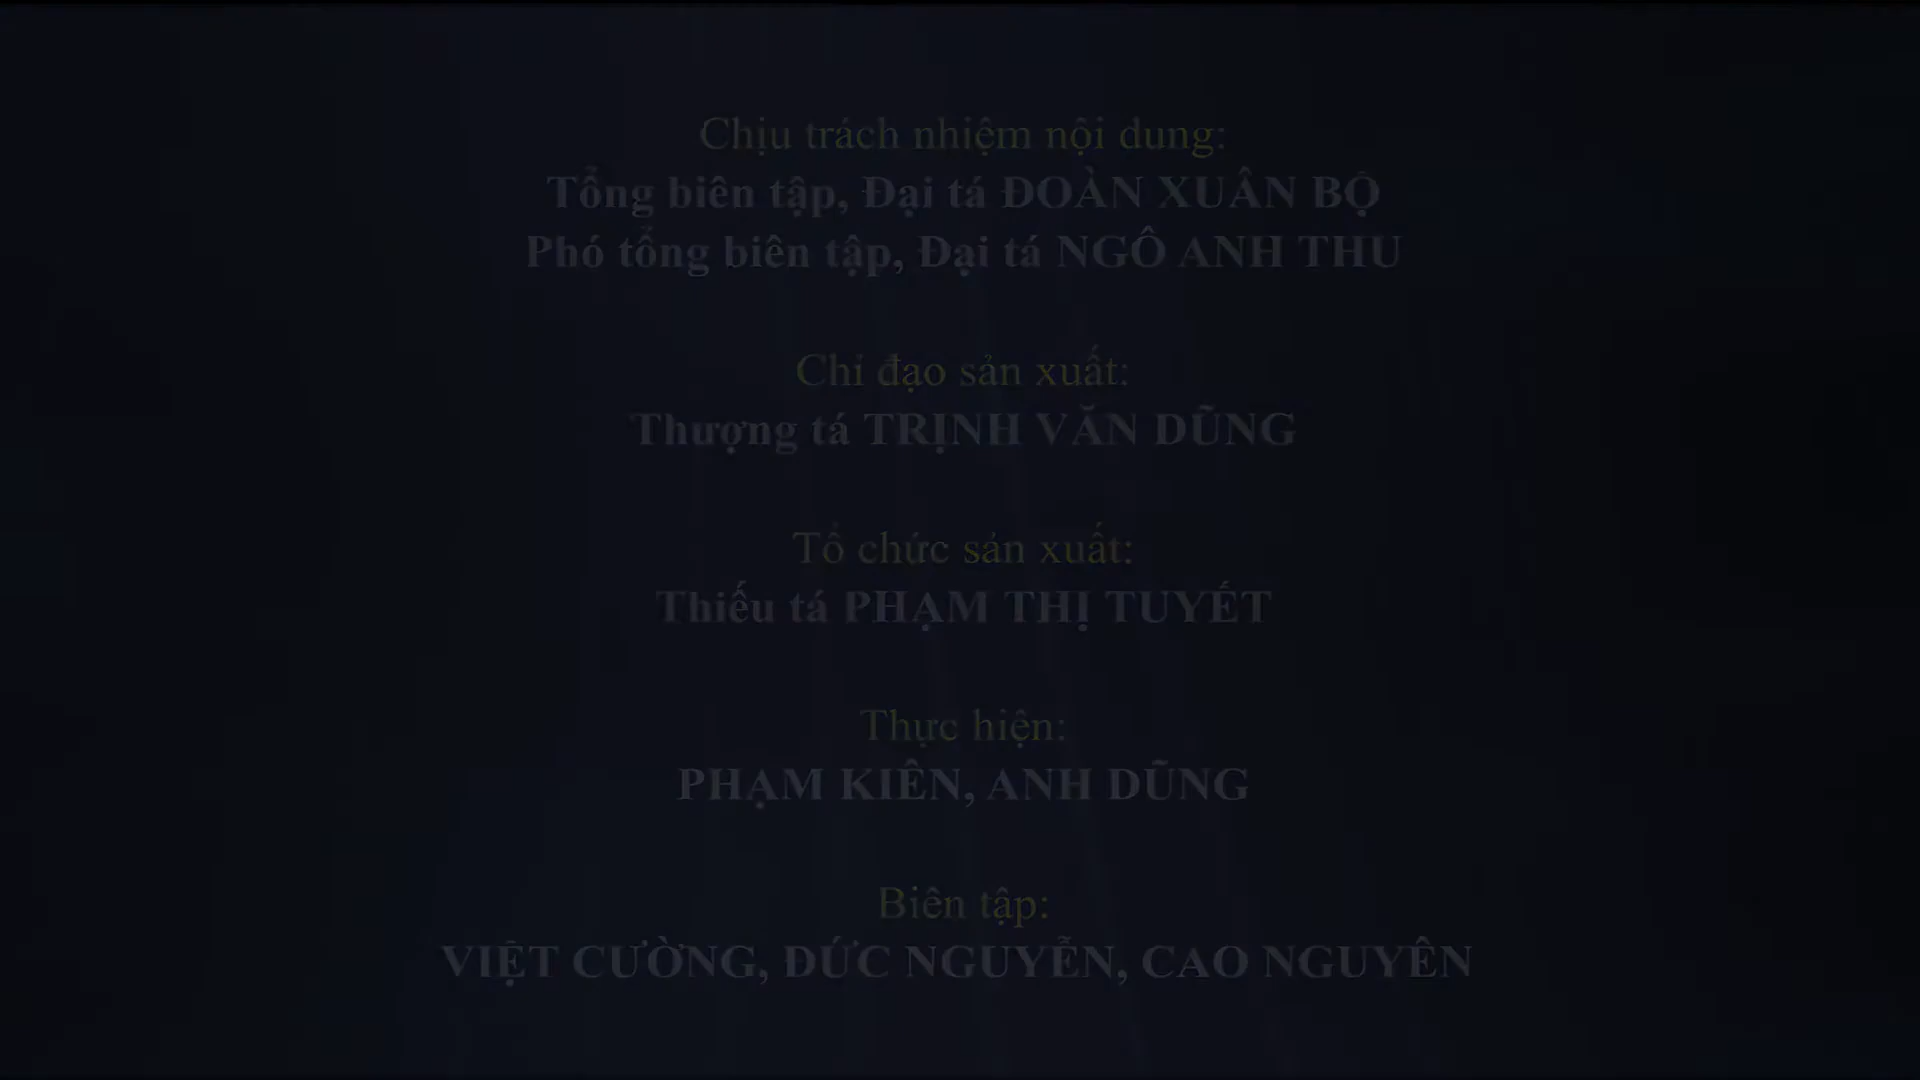 Chịu trách nhiệm nội dung:
Tổng biên tập, Đại tá ĐOÀN XUÂN BỘ
Phó tổng biên tập, Đại tá NGÔ ANH THU
Chỉ đạo sản xuất:
Thượng tá TRỊNH VĂN DŨNG
Tổ chức sản xuất:
Thiếu tá PHẠM THỊ TUYẾT
Thực hiện:
PHẠM KIÊN, ANH DŨNG
Biên tập:
VIỆT CƯỜNG, ĐỨC NGUYỄN, CAO NGUYÊN